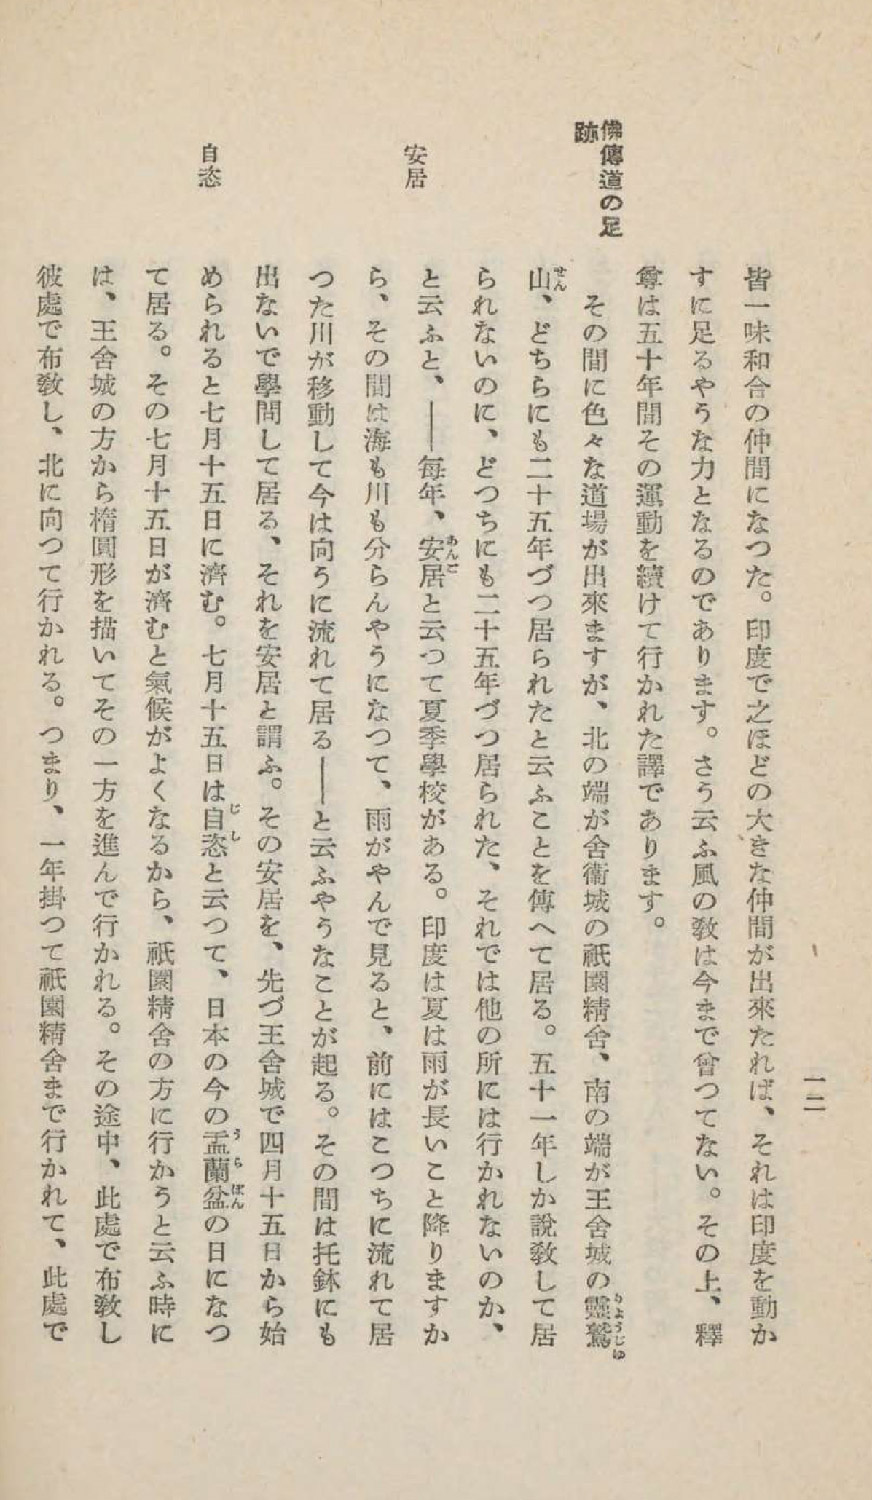 一二
皆一味和合の仲間になつた。印度で之ほどの大きな仲間が出來たれば、それは印度を動か
すに足るやうな力となるのであります。さう云ふ風の敎は今まで曾つてない。その上、釋
尊は五十年間その運動を續けて行かれた譯であります。
佛傳道の足
跡
その間に色々な道場が出來ますが、北の端が舍衞城の祇園精舍、南の端が王舍城の靈鷲
りようじゆ
山、どちらにも二十五年づつ居られたと云ふことを傳へて居る。五十一年しか說敎して居
せん
られないのに、どつちにも二十五年づつ居られた、それでは他の所には行かれないのか、
安居
と云ふと、――每年、安居と云つて夏季學校がある。印度は夏は雨が長いこと降りますか
あんご
ら、その間は海も川も分らんやうになつて、雨がやんで見ると、前にはこつちに流れて居
つた川が移動して今は向うに流れて居る――と云ふやうなことが起る。その間は托鉢にも
出ないで學問して居る、それを安居と謂ふ。その安居を、先づ王舍城で四月十五日から始
自恣
められると七月十五日に濟む。七月十五日は自恣と云つて、日本の今の盂蘭盆の日になつ
じし
うらぼん
て居る。その七月十五日が濟むと氣候がよくなるから、祇園精舍の方に行かうと云ふ時に
は、王舍城の方から楕圓形を描いてその一方を進んで行かれる。その途中、此處で布敎し
彼處で布敎し、北に向つて行かれる。つまり、一年掛つて祇園精舍まで行かれて、此處で